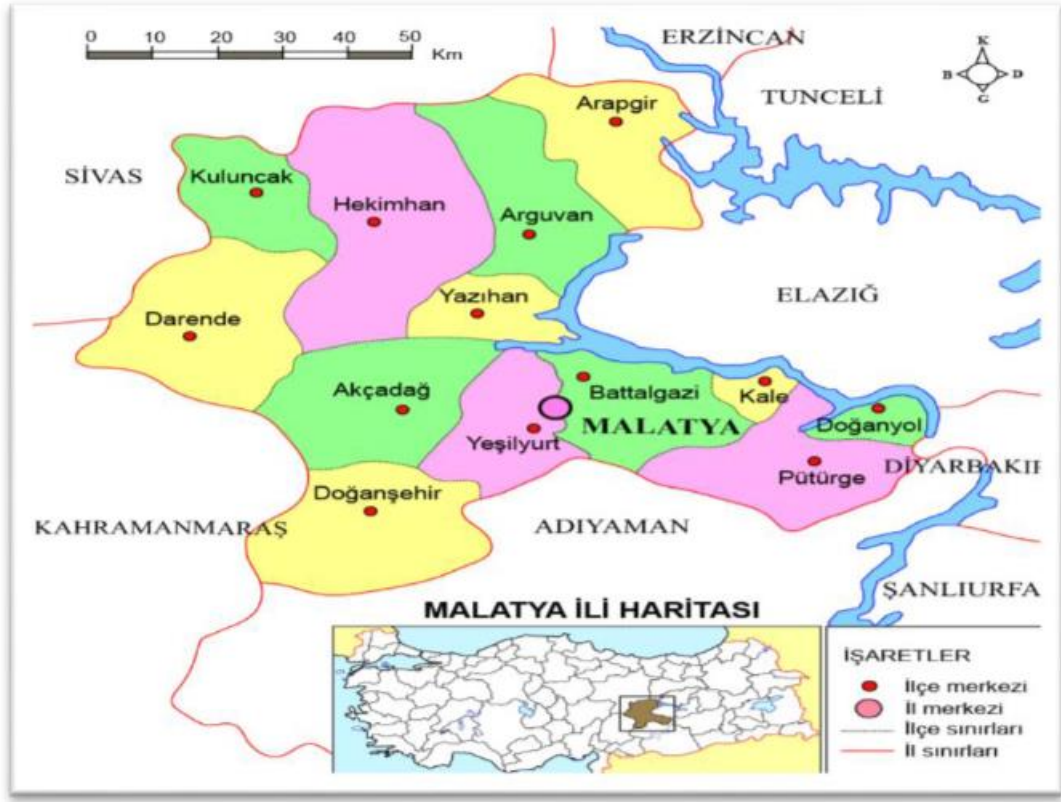 0 10 20 30 40 50 Km
ERZİNCAN
K
B D
G
TUNCELİ
Arapgir
SİVAS
Kuluncak
Hekimhan
Arguvan
ELAZIĞ
Yazıhan
Darende
Akçadağ
Battalgazi
Kale
MALATYA
Doğanyol
Yeşilyurt
Pütürge
DİYARBAKIR
Doğanşehir
KAHRAMANMARAŞ
ADIYAMAN
ŞANLIURFA
MALATYA İLİ HARİTASI
İŞARETLER
İlçe merkezi
İl merkezi
İlçe sınırları
İl sınırları